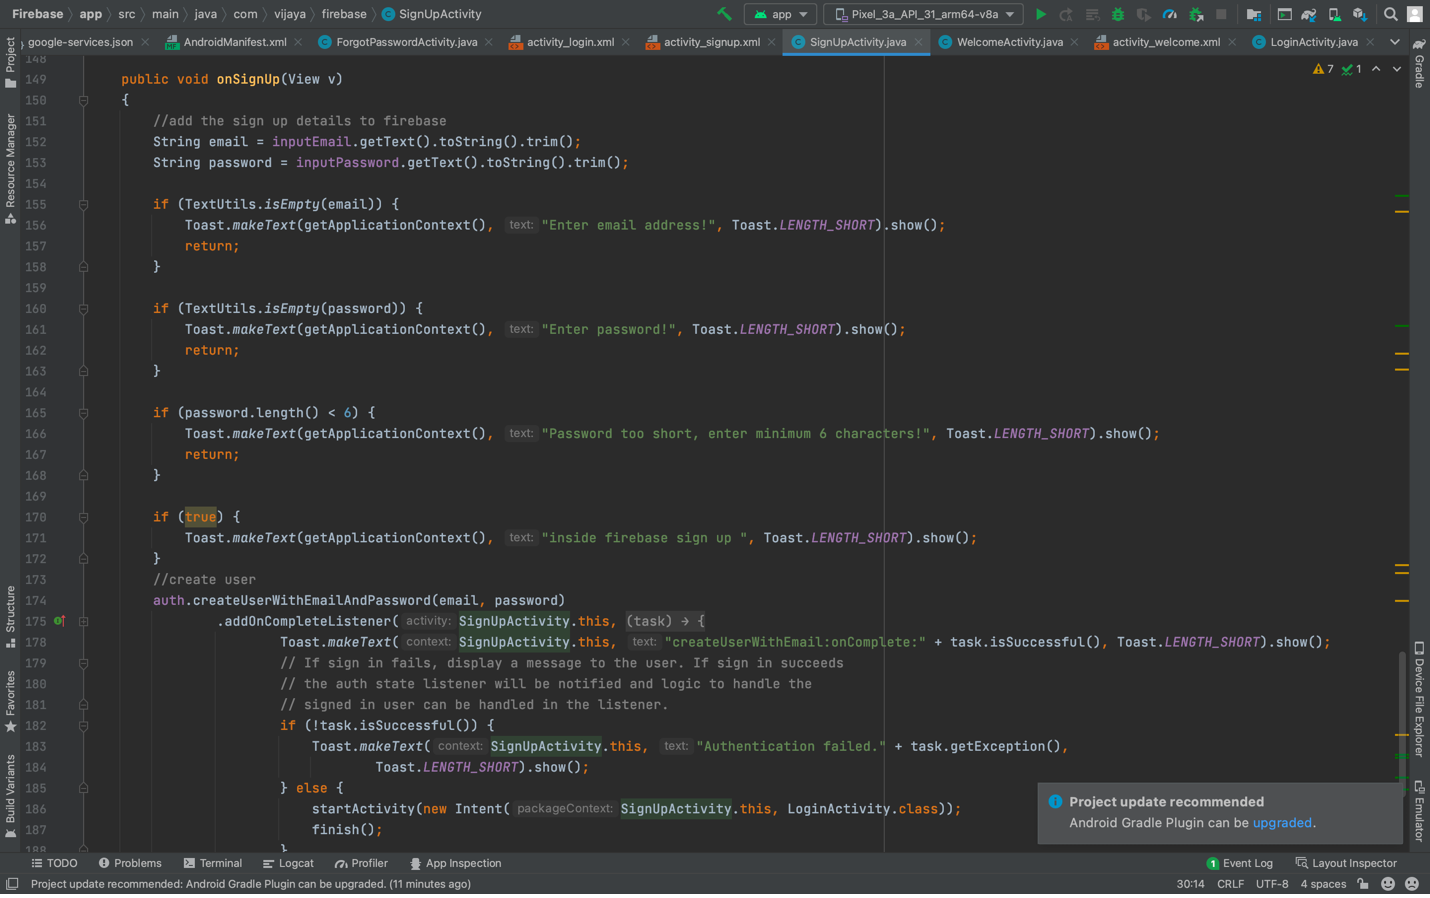 Firebase app src main java com vijaya firebase SignUpActivity app Pixel_3a_API_31_arm64-v8a
google-services.json AndroidManifest.xml ForgotPasswordActivity.java activity_login.xml activity_signup.xml SignUpActivity.java WelcomeActivity.java activity_welcome.xml LoginActivity.java
Project
Resource Manager
Structure
Favorites
Build Variants
Gradle
Device File Explorer
Emulator
7 1
148
149 public void onSignUp(View v)
150 {
151 //add the sign up details to firebase
152 String email = inputEmail.getText().toString().trim();
153 String password = inputPassword.getText().toString().trim();
154
155 if (TextUtils.isEmpty(email)) {
156 Toast.makeText(getApplicationContext(), text: "Enter email address!", Toast.LENGTH_SHORT).show();
157 return;
158 }
159
160 if (TextUtils.isEmpty(password)) {
161 Toast.makeText(getApplicationContext(), text: "Enter password!", Toast.LENGTH_SHORT).show();
162 return;
163 }
164
165 if (password.length() < 6) {
166 Toast.makeText(getApplicationContext(), text: "Password too short, enter minimum 6 characters!", Toast.LENGTH_SHORT).show();
167 return;
168 }
169
170 if (true) {
171 Toast.makeText(getApplicationContext(), text: "inside firebase sign up ", Toast.LENGTH_SHORT).show();
172 }
173 //create user
174 auth.createUserWithEmailAndPassword(email, password)
175 .addOnCompleteListener( activity: SignUpActivity.this, (task) → {
178 Toast.makeText( context: SignUpActivity.this, text: "createUserWithEmail:onComplete:" + task.isSuccessful(), Toast.LENGTH_SHORT).show();
179 // If sign in fails, display a message to the user. If sign in succeeds
180 // the auth state listener will be notified and logic to handle the
181 // signed in user can be handled in the listener.
182 if (!task.isSuccessful()) {
183 Toast.makeText( context: SignUpActivity.this, text: "Authentication failed." + task.getException(),
184 Toast.LENGTH_SHORT).show();
185 } else {
186 startActivity(new Intent( packageContext: SignUpActivity.this, LoginActivity.class));
187 finish();
188 }
Project update recommended
Android Gradle Plugin can be upgraded.
TODO Problems Terminal Logcat Profiler App Inspection 1 Event Log Layout Inspector
Project update recommended: Android Gradle Plugin can be upgraded. (11 minutes ago) 30:14 CRLF UTF-8 4 spaces